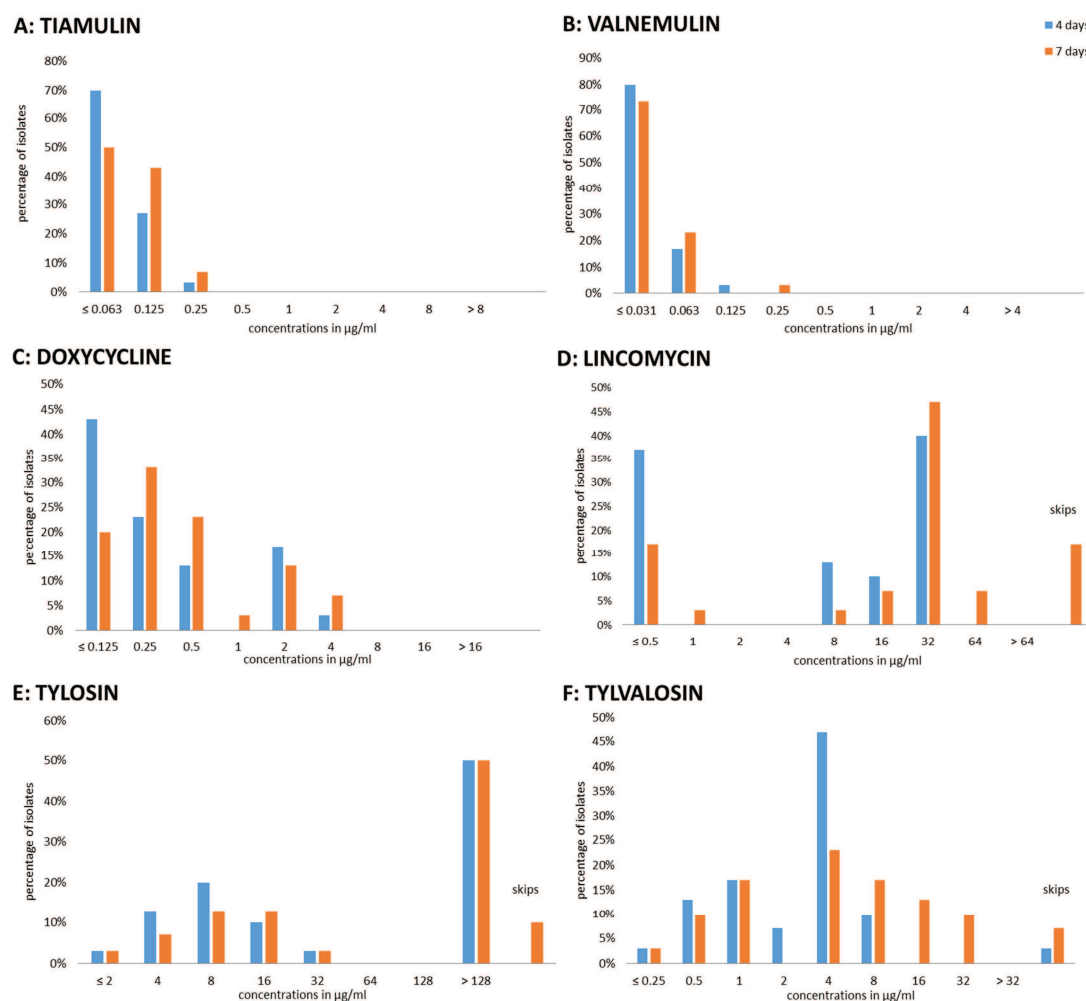 A: TIAMULIN
percentage of isolates
80%
70%
60%
50%
40%
30%
20%
10%
0%
≤ 0.063 0.125 0.25 0.5 1 2 4 8 > 8
concentrations in µg/ml
B: VALNEMULIN
4 days
7 days
percentage of isolates
90%
80%
70%
60%
50%
40%
30%
20%
10%
0%
≤ 0.031 0.063 0.125 0.25 0.5 1 2 4 > 4
concentrations in µg/ml
C: DOXYCYCLINE
percentage of isolates
50%
45%
40%
35%
30%
25%
20%
15%
10%
5%
0%
≤ 0.125 0.25 0.5 1 2 4 8 16 > 16
concentrations in µg/ml
D: LINCOMYCIN
percentage of isolates
50%
45%
40%
35%
30%
25%
20%
15%
10%
5%
0%
skips
≤ 0.5 1 2 4 8 16 32 64 > 64
concentrations in µg/ml
E: TYLOSIN
percentage of isolates
60%
50%
40%
30%
20%
10%
0%
skips
≤ 2 4 8 16 32 64 128 > 128
concentrations in µg/ml
F: TYLVALOSIN
percentage of isolates
50%
45%
40%
35%
30%
25%
20%
15%
10%
5%
0%
skips
≤ 0.25 0.5 1 2 4 8 16 32 > 32
concentrations in µg/ml